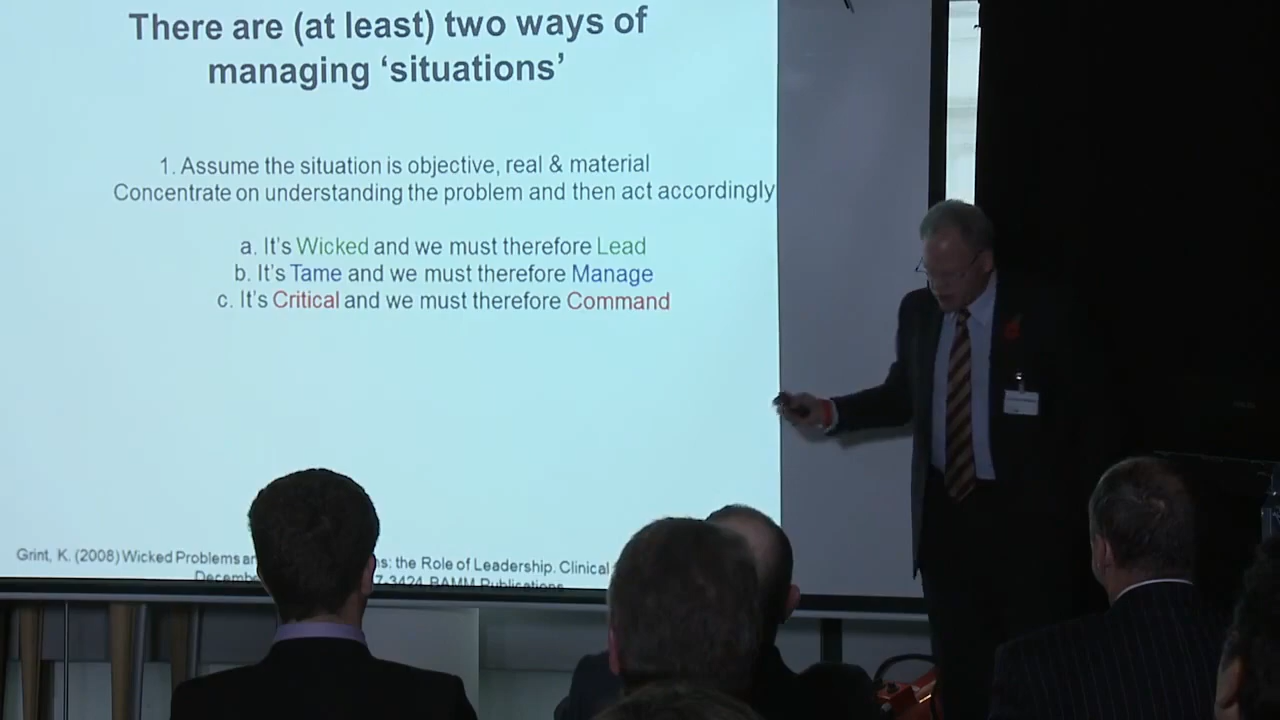 There are (at least) two ways of
managing ‘situations’
1. Assume the situation is objective, real & material
Concentrate on understanding the problem and then act accordingly
a. It’s Wicked and we must therefore Lead
b. It’s Tame and we must therefore Manage
c. It’s Critical and we must therefore Command
Grint, K. (2008) Wicked Problems the Role of Leadership. Clinical
-3424 BAMM Publications